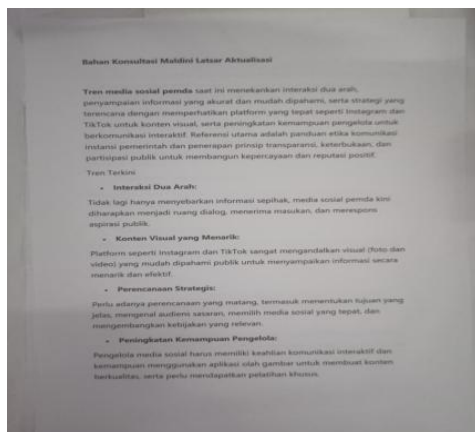 Bahan Konsultasi Maldini Latsar Aktualisasi
Tren media sosial pemda saat ini menekankan interaksi dua arah,
penyampaian informasi yang akurat dan mudah dipahami, serta strategi yang
terencana dengan memperhatikan platform yang tepat seperti Instagram dan
TikTok untuk konten visual, serta peningkatan kemampuan pengelola untuk
berkomunikasi interaktif. Referensi utama adalah panduan etika komunikasi
instansi pemerintah dan penerapan prinsip transparansi, keterbukaan, dan
partisipasi publik untuk membangun kepercayaan dan reputasi positif.
Tren Terkini
• Interaksi Dua Arah:
Tidak lagi hanya menyebarkan informasi sepihak, media sosial pemda kini
diharapkan menjadi ruang dialog, menerima masukan, dan merespons
aspirasi publik.
• Konten Visual yang Menarik:
Platform seperti Instagram dan TikTok sangat mengandalkan visual (foto dan
video) yang mudah dipahami publik untuk menyampaikan informasi secara
menarik dan efektif.
• Perencanaan Strategis:
Perlu adanya perencanaan yang matang, termasuk menentukan tujuan yang
jelas, mengenal audiens sasaran, memilih media sosial yang tepat, dan
mengembangkan kebijakan yang relevan.
• Peningkatan Kemampuan Pengelola:
Pengelola media sosial harus memiliki keahlian komunikasi interaktif dan
kemampuan menggunakan aplikasi olah gambar untuk membuat konten
berkualitas, serta perlu mendapatkan pelatihan khusus.